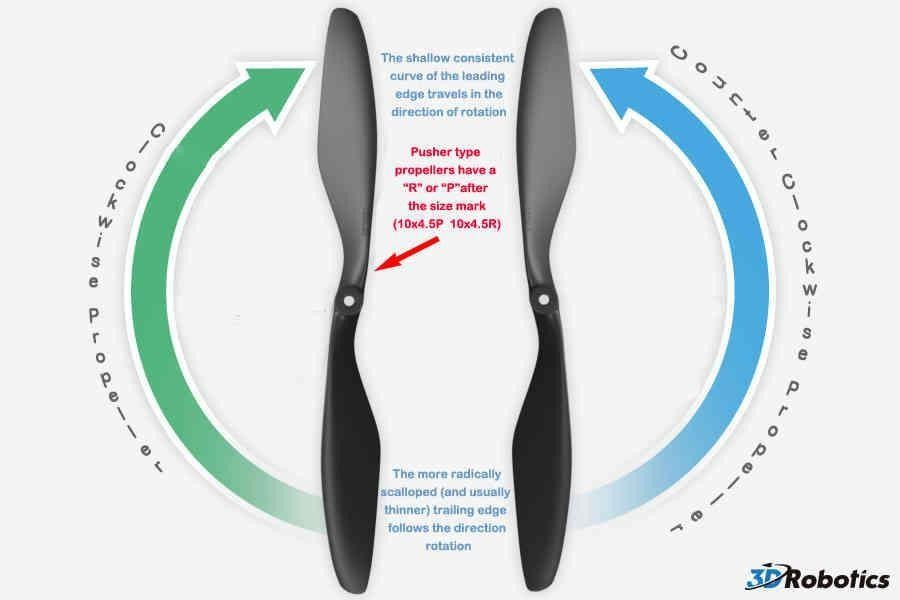 The shallow consistent
curve of the leading
edge travels in the
direction of rotation
Pusher type
propellers have a
“R” or “P”after
the size mark
(10x4.5P 10x4.5R)
Clockwise Propeller
Counter Clockwise Propeller
The more radically
scalloped (and usually
thinner) trailing edge
follows the direction
rotation
3DRobotics